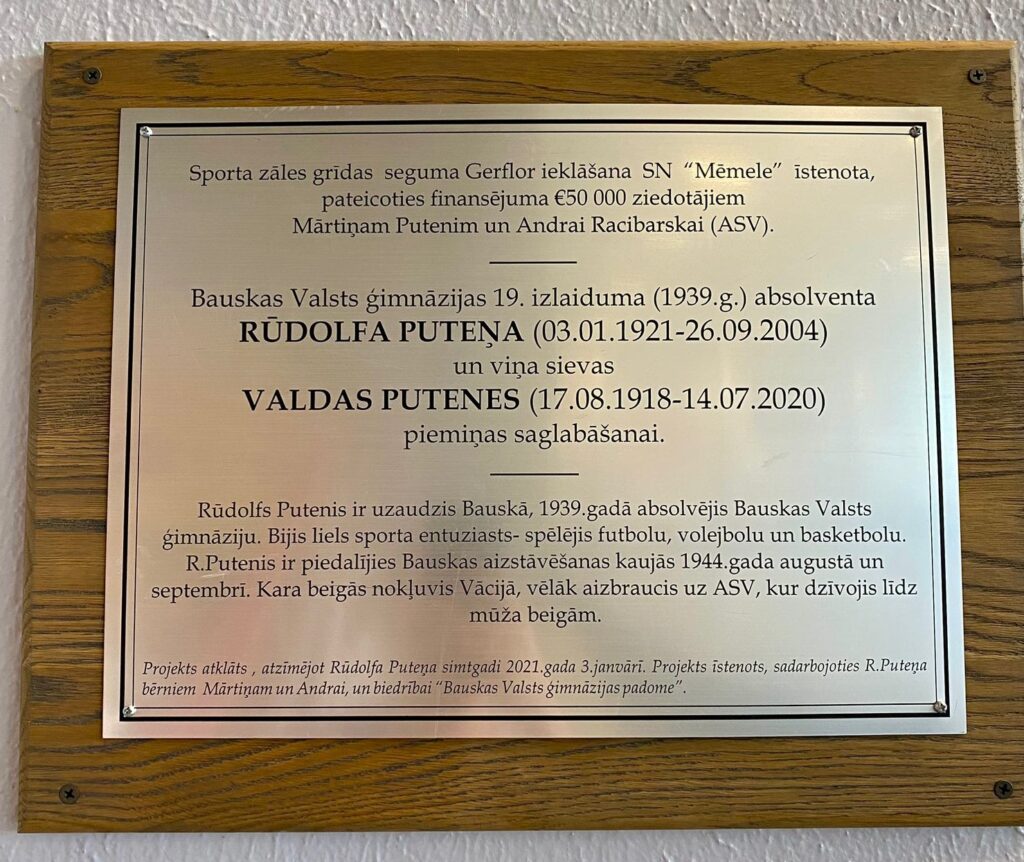 Sporta zāles grīdas seguma Gerflor ieklāšana SN “Mēmele” īstenota,
pateicoties finansējuma €50 000 ziedotājiem
Mārtiņam Putenim un Andrai Racibarskai (ASV).
Bauskas Valsts ģimnāzijas 19. izlaiduma (1939.g.) absolventa
RŪDOLFA PUTEŅA (03.01.1921-26.09.2004)
un viņa sievas
VALDAS PUTENES (17.08.1918-14.07.2020)
piemiņas saglabāšanai.
Rūdolfs Putenis ir uzaudzis Bauskā, 1939.gadā absolvējis Bauskas Valsts
ģimnāziju. Bijis liels sporta entuziasts- spēlējis futbolu, volejbolu un basketbolu.
R.Putenis ir piedalījies Bauskas aizstāvēšanas kaujās 1944.gada augustā un
septembrī. Kara beigās nokļuvis Vācijā, vēlāk aizbraucis uz ASV, kur dzīvojis līdz
mūža beigām.
Projekts atklāts , atzīmējot Rūdolfa Puteņa simtgadi 2021.gada 3.janvārī. Projekts īstenots, sadarbojoties R.Puteņa
bērniem Mārtiņam un Andrai, un biedrībai “Bauskas Valsts ģimnāzijas padome”.